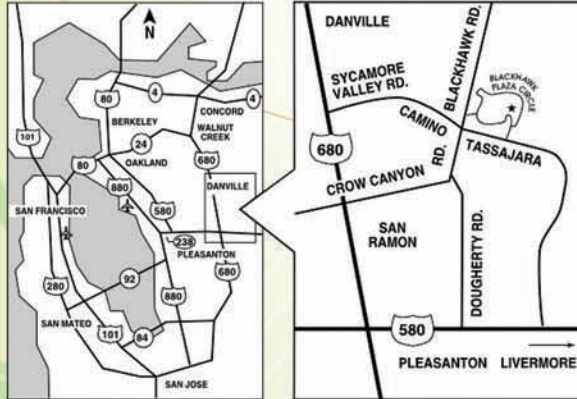 N
80
4
4
CONCORD
101
BERKELEY
WALNUT
CREEK
24
80
OAKLAND
680
880
DANVILLE
580
SAN FRANCISCO
238
PLEASANTON
92
680
280
880
SAN MATEO
101
84
SAN JOSE
DANVILLE
BLACKHAWK RD.
SYCAMORE
VALLEY RD.
BLACKHAWK
PLAZA CIRCLE
CAMINO
TASSAJARA
680
CROW CANYON
RD.
SAN
RAMON
DOUGHERTY RD.
580
PLEASANTON
LIVERMORE